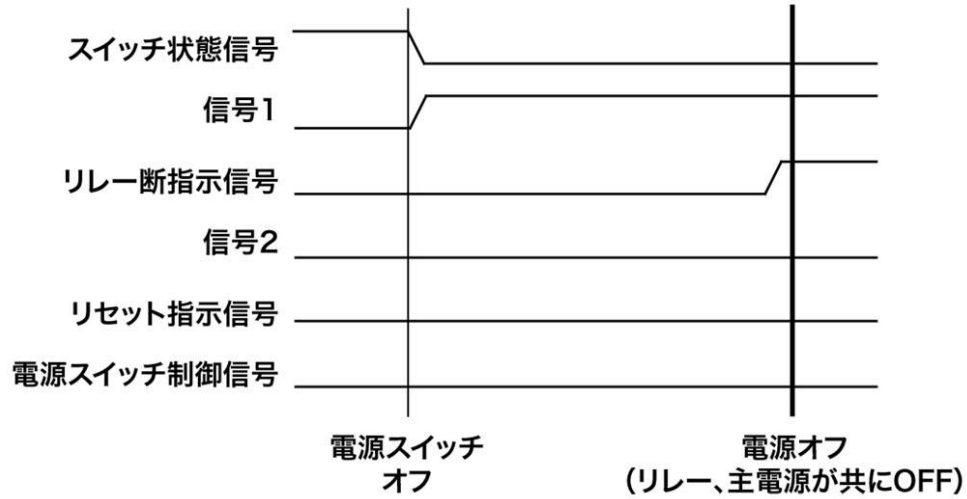 スイッチ状態信号
信号1
リレー断指示信号
信号2
リセット指示信号
電源スイッチ制御信号
電源スイッチ
オフ
電源オフ
(リレー、主電源が共にOFF)